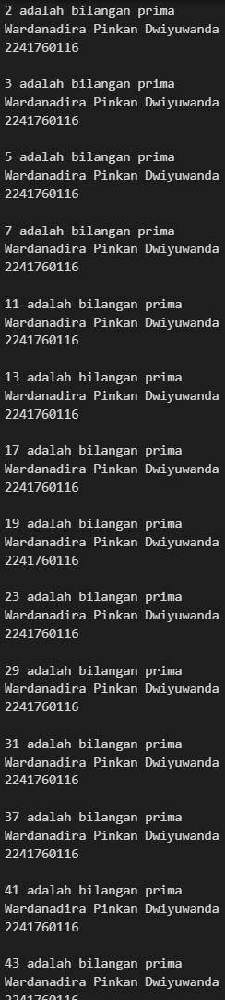 2 adalah bilangan prima
Wardanadira Pinkan Dwiyuwanda
2241760116
3 adalah bilangan prima
Wardanadira Pinkan Dwiyuwanda
2241760116
5 adalah bilangan prima
Wardanadira Pinkan Dwiyuwanda
2241760116
7 adalah bilangan prima
Wardanadira Pinkan Dwiyuwanda
2241760116
11 adalah bilangan prima
Wardanadira Pinkan Dwiyuwanda
2241760116
13 adalah bilangan prima
Wardanadira Pinkan Dwiyuwanda
2241760116
17 adalah bilangan prima
Wardanadira Pinkan Dwiyuwanda
2241760116
19 adalah bilangan prima
Wardanadira Pinkan Dwiyuwanda
2241760116
23 adalah bilangan prima
Wardanadira Pinkan Dwiyuwanda
2241760116
29 adalah bilangan prima
Wardanadira Pinkan Dwiyuwanda
2241760116
31 adalah bilangan prima
Wardanadira Pinkan Dwiyuwanda
2241760116
37 adalah bilangan prima
Wardanadira Pinkan Dwiyuwanda
2241760116
41 adalah bilangan prima
Wardanadira Pinkan Dwiyuwanda
2241760116
43 adalah bilangan prima
Wardanadira Pinkan Dwiyuwanda
2241760116